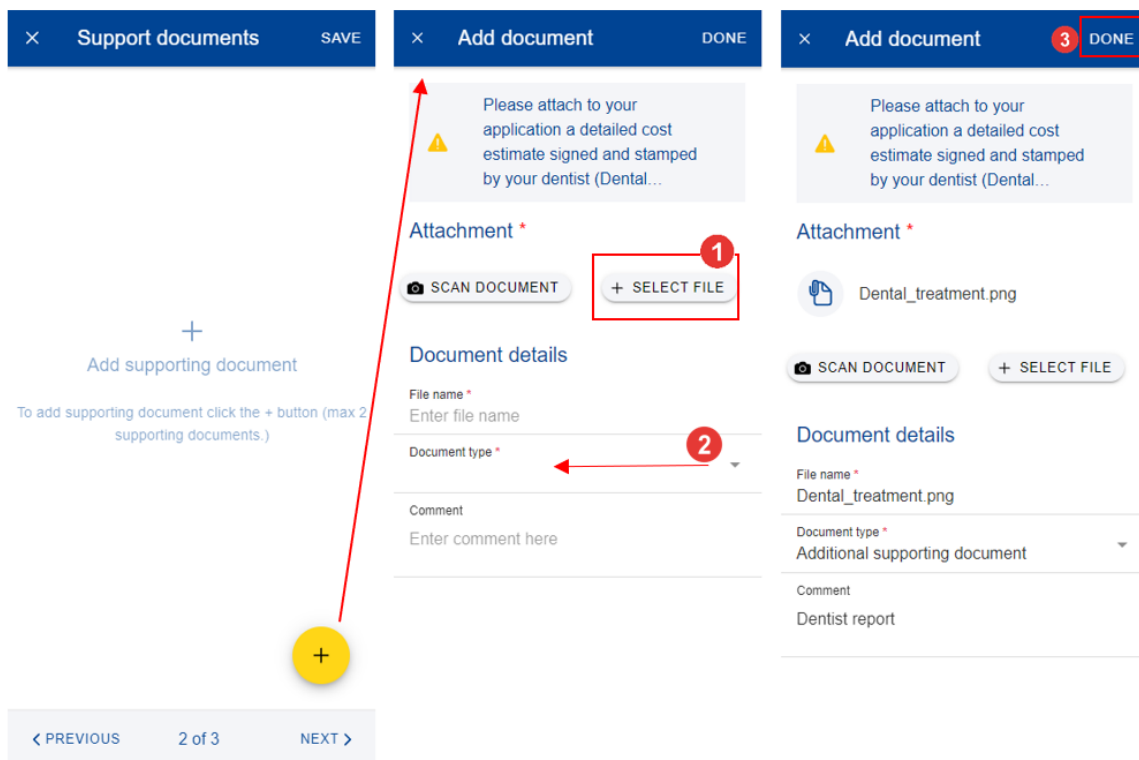 × Support documents SAVE
+
Add supporting document
To add supporting document click the + button (max 2
supporting documents.)
+
< PREVIOUS 2 of 3 NEXT >
× Add document DONE
Please attach to your
application a detailed cost
estimate signed and stamped
by your dentist (Dental...
Attachment *
1
SCAN DOCUMENT + SELECT FILE
Document details
File name *
Enter file name
Document type *
2
Comment
Enter comment here
× Add document 3 DONE
Please attach to your
application a detailed cost
estimate signed and stamped
by your dentist (Dental...
Attachment *
Dental_treatment.png
SCAN DOCUMENT + SELECT FILE
Document details
File name *
Dental_treatment.png
Document type *
Additional supporting document
Comment
Dentist report